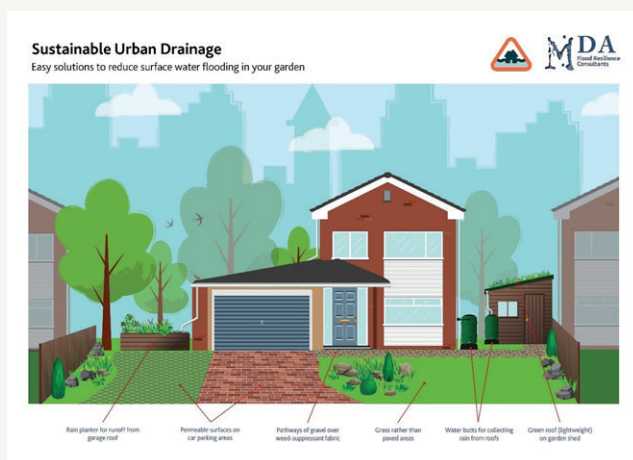 Sustainable Urban Drainage
Easy solutions to reduce surface water flooding in your garden
MDA
Flood Resilience
Consultants
Rain planter for runoff from
garage roof
Permeable surfaces on
car parking areas
Pathways of gravel over
weed-suppressant fabric
Grass rather than
paved areas
Water butts for collecting
rain from roofs
Green roof (lightweight)
on garden shed